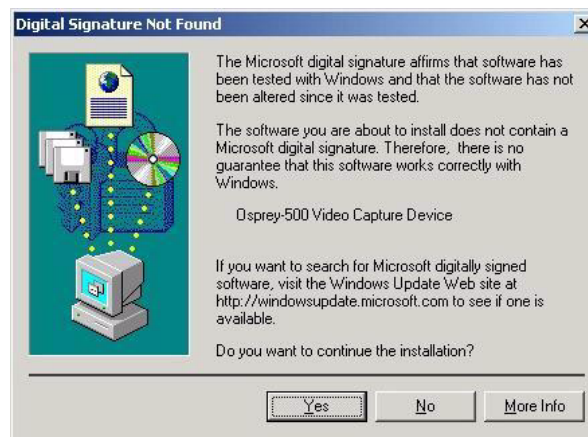 Digital Signature Not Found
The Microsoft digital signature affirms that software has
been tested with Windows and that the software has not
been altered since it was tested.
The software you are about to install does not contain a
Microsoft digital signature. Therefore, there is no
guarantee that this software works correctly with
Windows.
Osprey-500 Video Capture Device
If you want to search for Microsoft digitally signed
software, visit the Windows Update Web site at
http://windowsupdate.microsoft.com to see if one is
available.
Do you want to continue the installation?
Yes No More Info